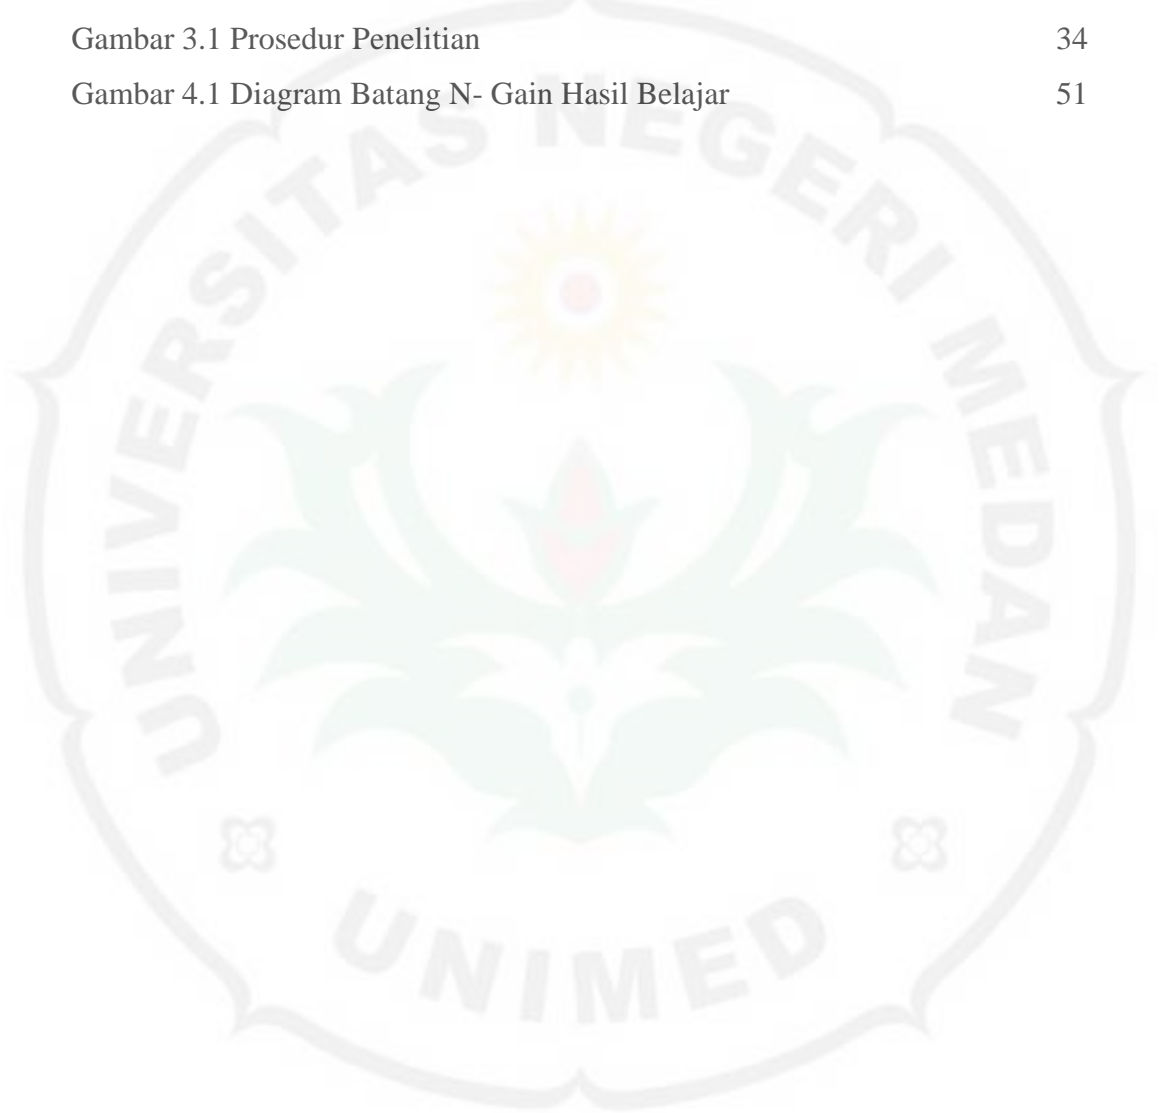 Gambar 3.1 Prosedur Penelitian 34
Gambar 4.1 Diagram Batang N- Gain Hasil Belajar 51
UNIVERSITAS NEGERI MEDAN
UNIMED